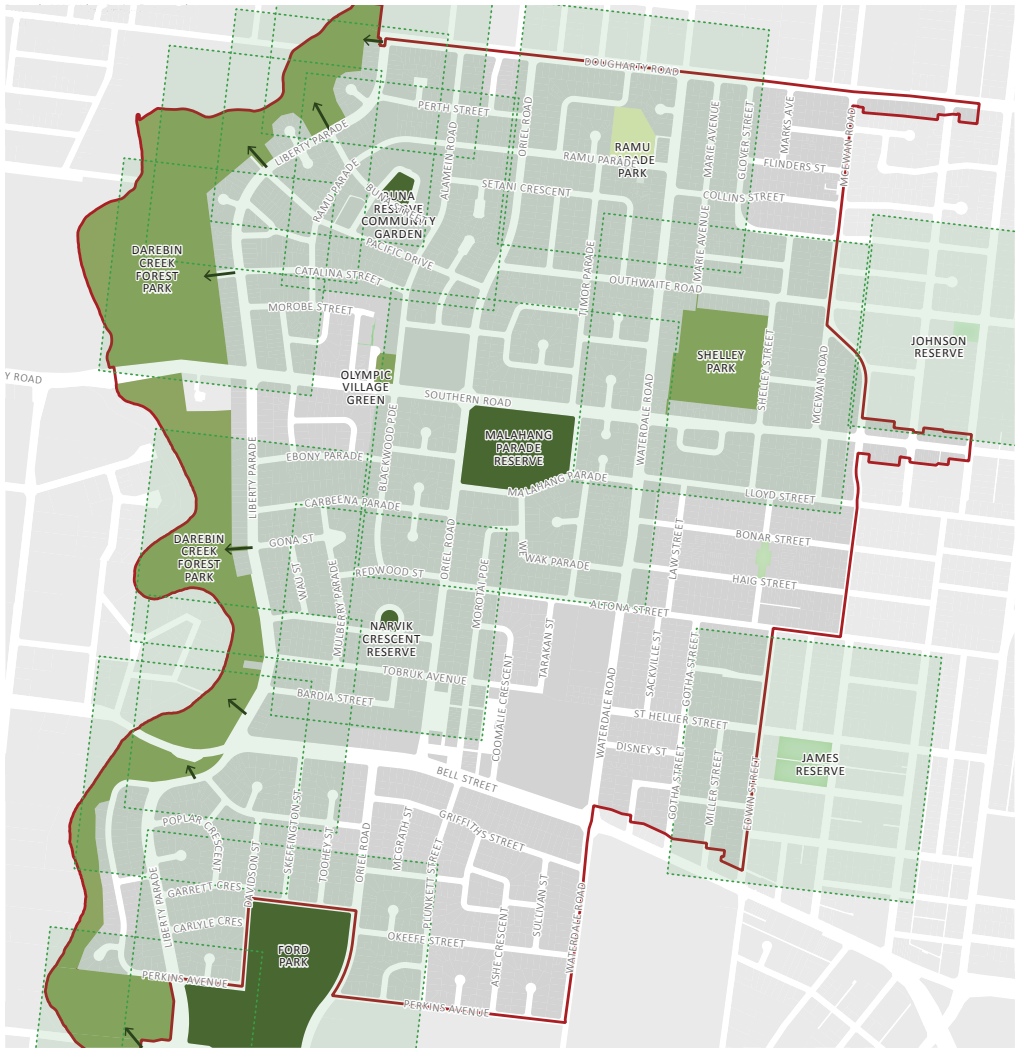 DOUGHARTY ROAD
PERTH STREET
ORIEL ROAD
ALAMEIN ROAD
LIBERTY PARADE
RAMU PARADE
RAMU
PARADE
PARK
RAMU PARADE
MARIE AVENUE
GLOVER STREET
MARKS AVE
MCEWAN ROAD
FLINDERS ST
COLLINS STREET
SETANI CRESCENT
BUNA
RESERVE
COMMUNITY
GARDEN
PACIFIC DRIVE
CATALINA STREET
MARIE AVENUE
TIMOR PARADE
OUTHWAITE ROAD
DAREBIN
CREEK
FOREST
PARK
MOROBE STREET
SHELLEY
PARK
SHELLEY STREET
MCEWAN ROAD
JOHNSON
RESERVE
Y ROAD
OLYMPIC
VILLAGE
GREEN
SOUTHERN ROAD
WATERDALE ROAD
BLACKWOOD PDE
LIBERTY PARADE
EBONY PARADE
MALAHANG
PARADE
RESERVE
MALAHANG PARADE
LLOYD STREET
CARBEENA PARADE
BONAR STREET
HAIG STREET
LAW STREET
GONA ST
DAREBIN
CREEK
FOREST
PARK
WAU ST
MULBERRY PARADE
REDWOOD ST
ORIEL ROAD
MOROTAI PDE
WEWAK PARADE
ALTONA STREET
NARVIK
CRESCENT
RESERVE
TOBRUK AVENUE
BARDIA STREET
COOMALIE CRESCENT
TARAKAN ST
WATERDALE ROAD
SACKVILLE ST
GOTHA STREET
ST HELLIER STREET
DISNEY ST
GOTHA STREET
MILLER STREET
EDWIN STREET
JAMES
RESERVE
BELL STREET
GRIFFITHS STREET
POPLAR CRESCENT
DAVIDSON ST
SKEFFINGTON ST
TOOHEY ST
ORIEL ROAD
MCGRATH ST
PLUNKETT STREET
GARRETT CRES
LIBERTY PARADE
CARLYLE CRES
PERKINS AVENUE
FORD
PARK
OKEEFE STREET
ASHE CRESCENT
SULLIVAN ST
WATERDALE ROAD
PERKINS AVENUE